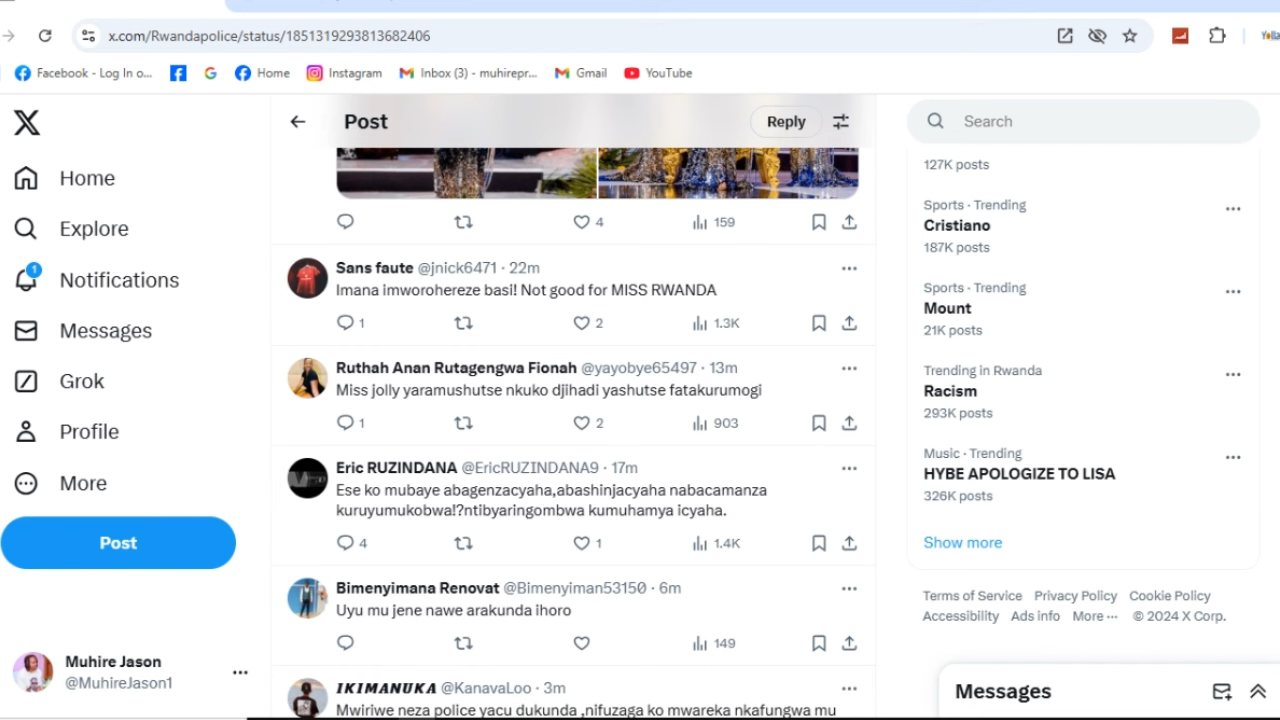 x.com/Rwandapolice/status/1851319293813682406
Facebook - Log In o...
Home
Instagram
Inbox (3) - muhirepr...
Gmail
YouTube
Home
Explore
1
Notifications
Messages
Grok
Profile
More
Post
Muhire Jason
@MuhireJason1
Post
Reply
4
159
Sans faute @jnick6471 · 22m
Imana imworohereze basi! Not good for MISS RWANDA
1
2
1.3K
Ruthah Anan Rutagengwa Fionah @yayobye65497 · 13m
Miss jolly yaramushutse nkuko djihadi yashutse fatakurumogi
1
2
903
Eric RUZINDANA @EricRUZINDANA9 · 17m
Ese ko mubaye abagenzacyaha,abashinjacyaha nabacamanza
kuruyumukobwa!?ntibyaringombwa kumuhamya icyaha.
4
1
1.4K
Bimenyimana Renovat @Bimenyiman53150 · 6m
Uyu mu jene nawe arakunda ihoro
149
IKIMANUKA @KanavaLoo · 3m
Mwiriwe neza police yacu dukunda ,nifuzaga ko mwareka nkafungwa mu
Search
127K posts
Sports · Trending
Cristiano
187K posts
Sports · Trending
Mount
21K posts
Trending in Rwanda
Racism
293K posts
Music · Trending
HYBE APOLOGIZE TO LISA
326K posts
Show more
Terms of Service Privacy Policy Cookie Policy
Accessibility Ads info More ··· © 2024 X Corp.
Messages